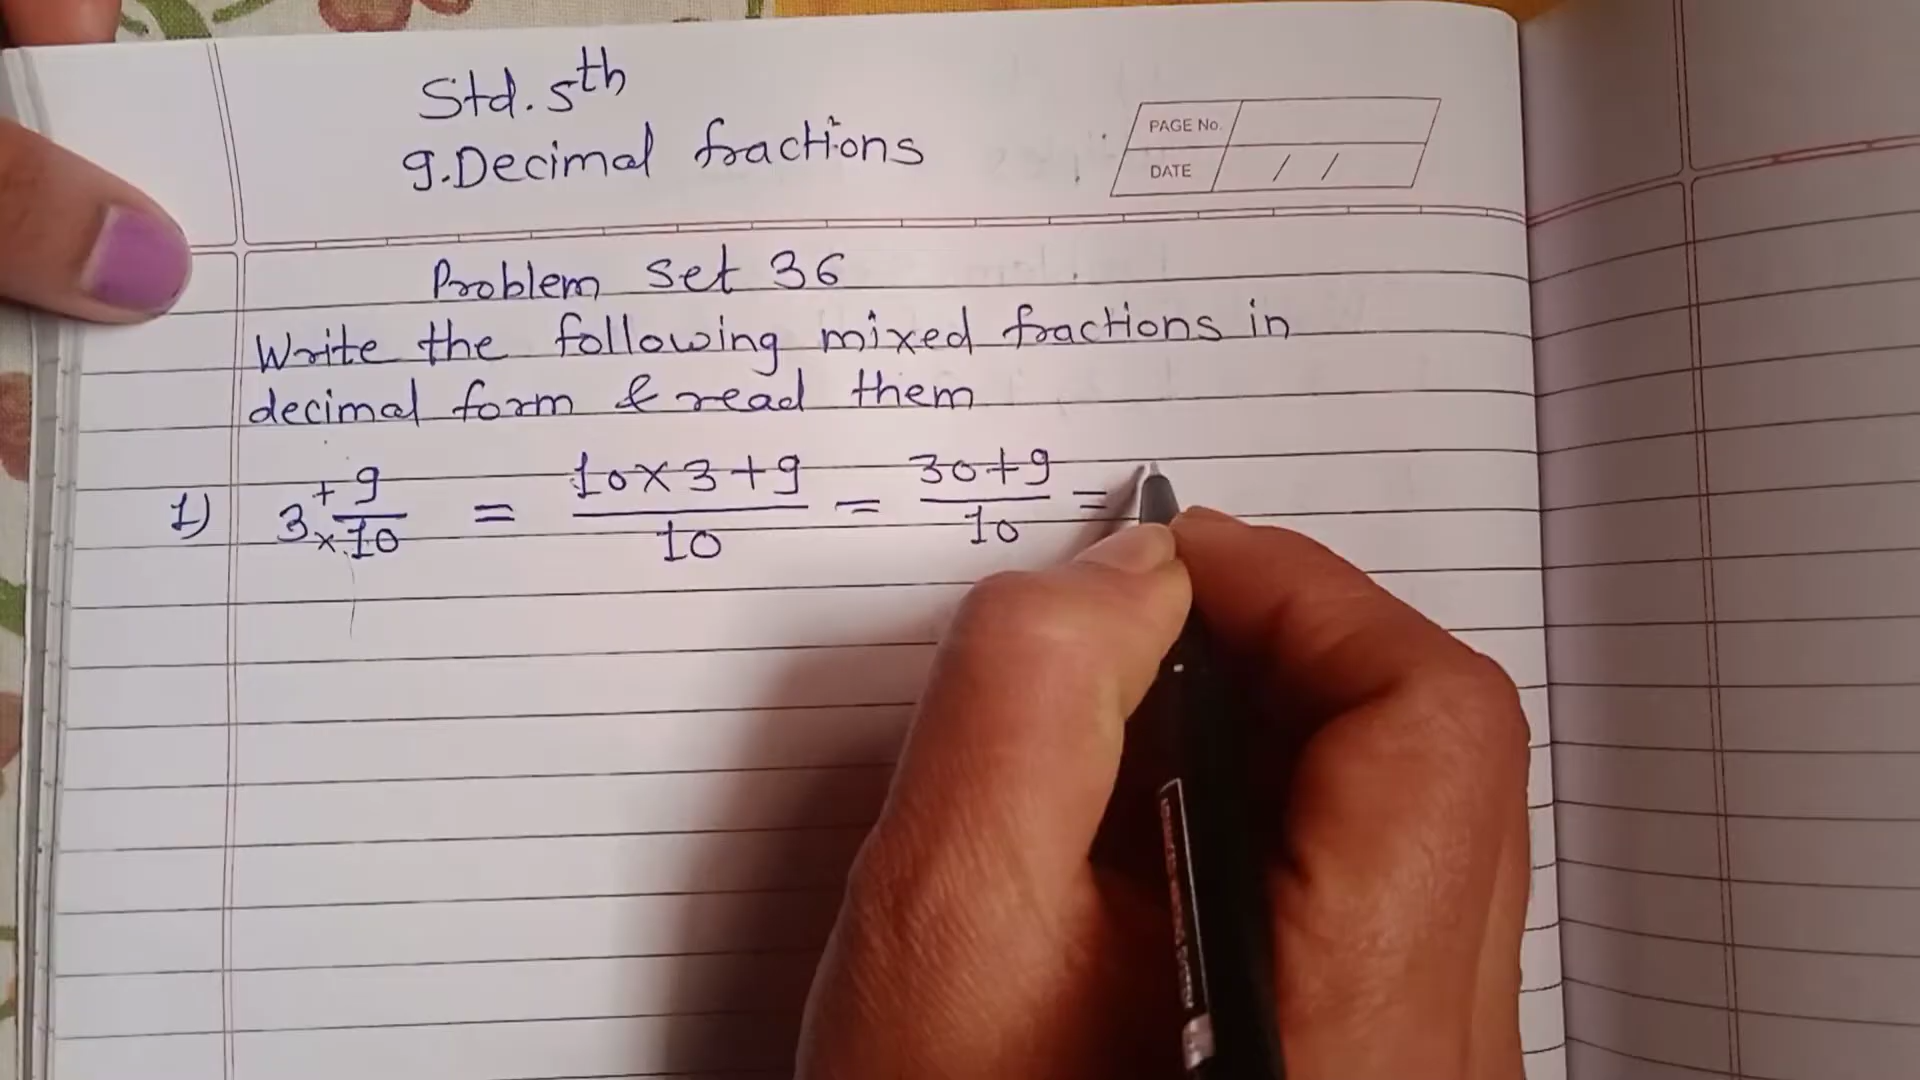 Std. 5th
9. Decimal fractions
PAGE No.
DATE / /
Problem Set 36
Write the following mixed fractions in
decimal form & read them
1) 3 + 9/× 10 = 10×3+9/10 = 30+9/10 =